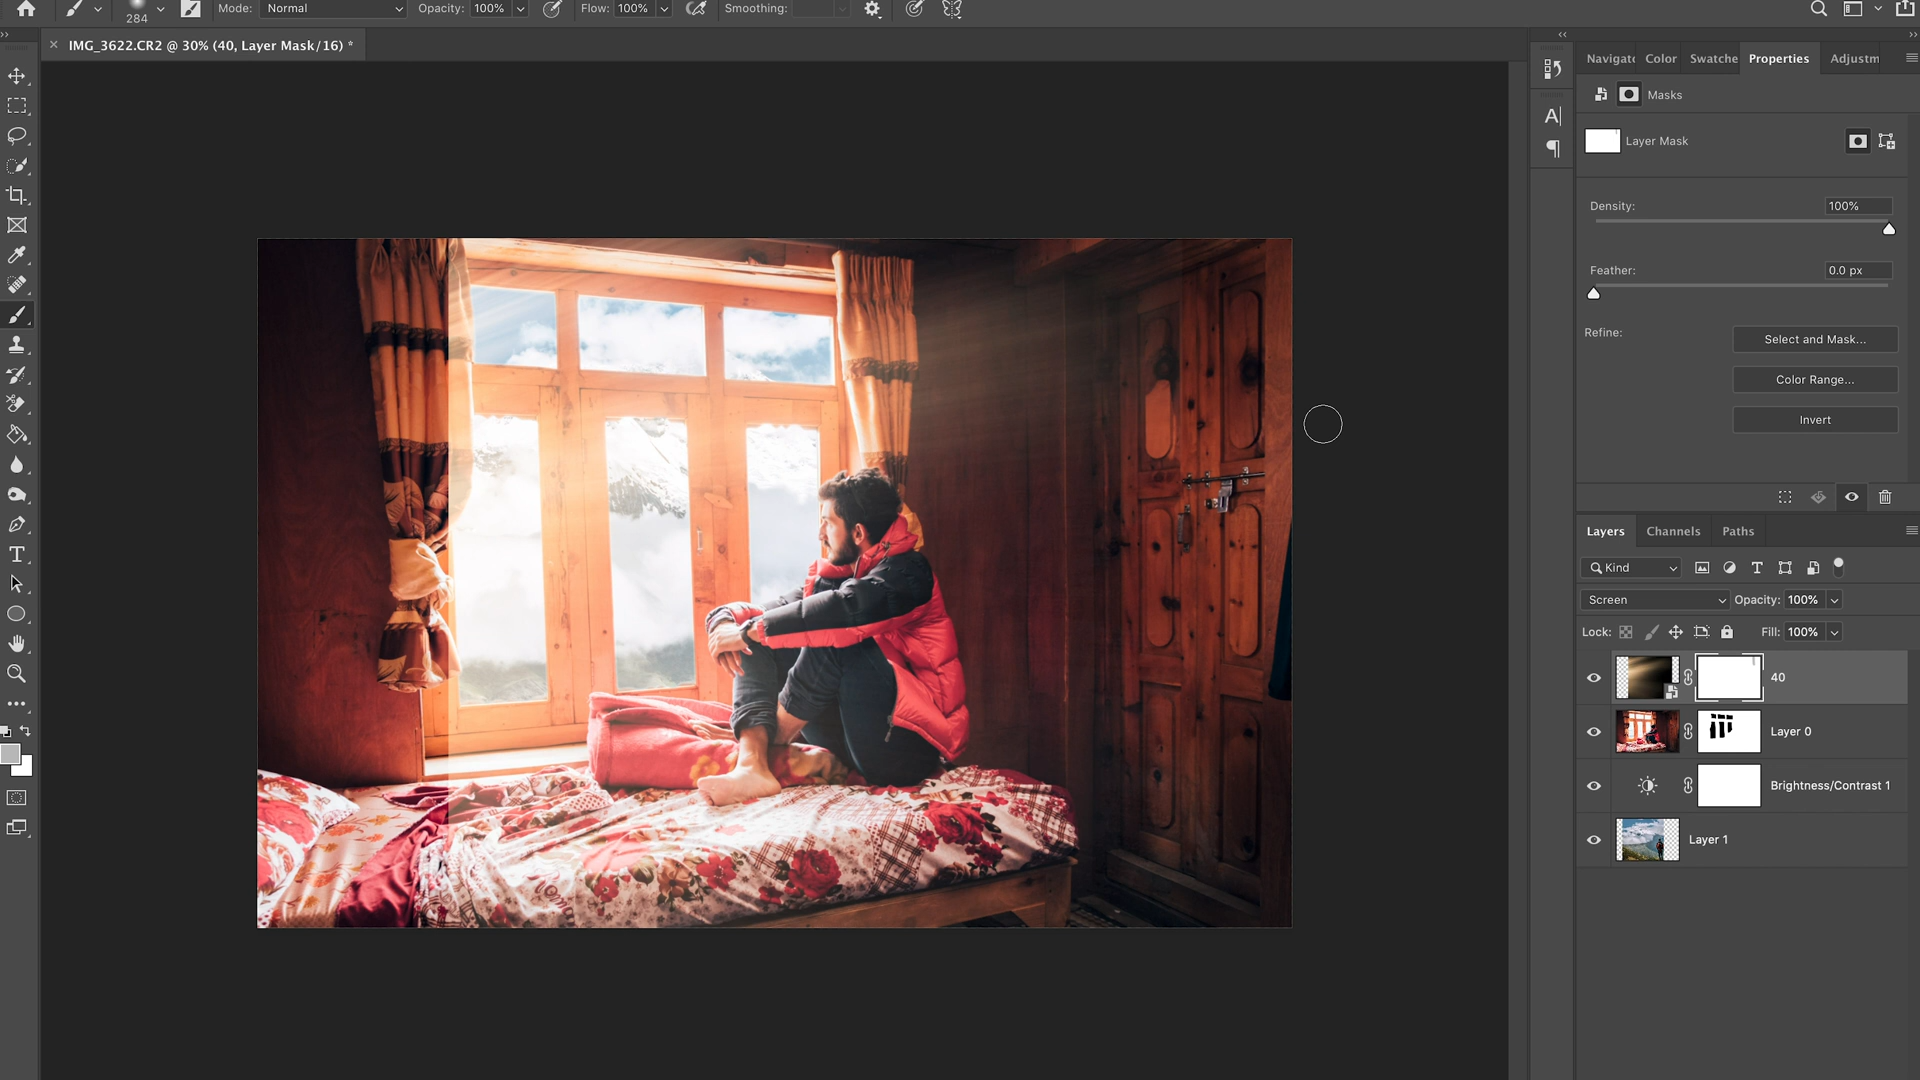 284
Mode:
Normal
Opacity:
100%
Flow:
100%
Smoothing:
IMG_3622.CR2 @ 30% (40, Layer Mask/16) *
Navigato
Color
Swatche
Properties
Adjustm
Masks
Layer Mask
Density:
100%
Feather:
0.0 px
Refine:
Select and Mask...
Color Range...
Invert
Layers
Channels
Paths
Kind
Screen
Opacity:
100%
Lock:
Fill:
100%
40
Layer 0
Brightness/Contrast 1
Layer 1